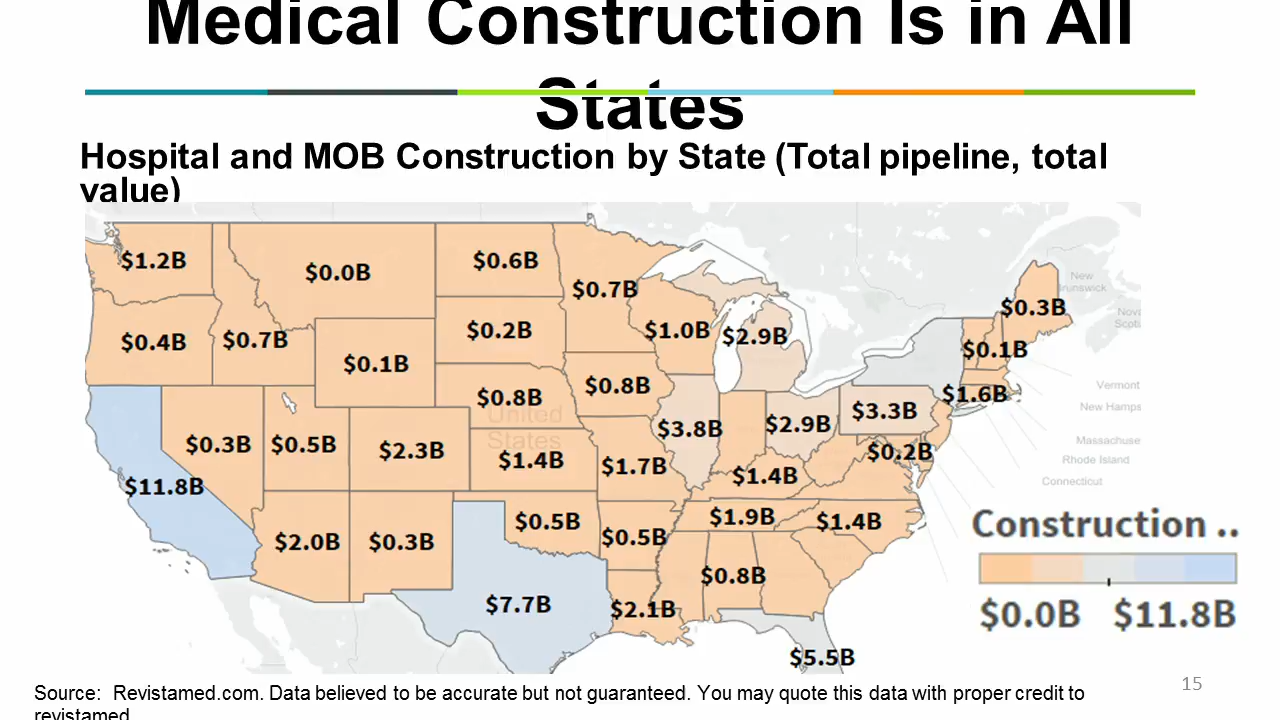 Medical Construction Is in All
States
Hospital and MOB Construction by State (Total pipeline, total
value)
$1.2B
$0.0B
$0.6B
$0.7B
New
Brunswick
$0.3B
Nova
Scoti
$0.4B
$0.7B
$0.2B
$1.0B
$2.9B
$0.1B
$0.1B
$0.8B
$0.8B
Vermont
$1.6B
New Hamps
United
States
$3.8B
$2.9B
$3.3B
$0.3B
$0.5B
$2.3B
$1.4B
$1.7B
$1.4B
$0.2B
Massachuse
Rhode Island
Connecticut
$11.8B
$2.0B
$0.3B
$0.5B
$0.5B
$1.9B
$1.4B
Construction ..
$0.0B $11.8B
$0.8B
$7.7B
$2.1B
$5.5B
15
Source: Revistamed.com. Data believed to be accurate but not guaranteed. You may quote this data with proper credit to
revistamed